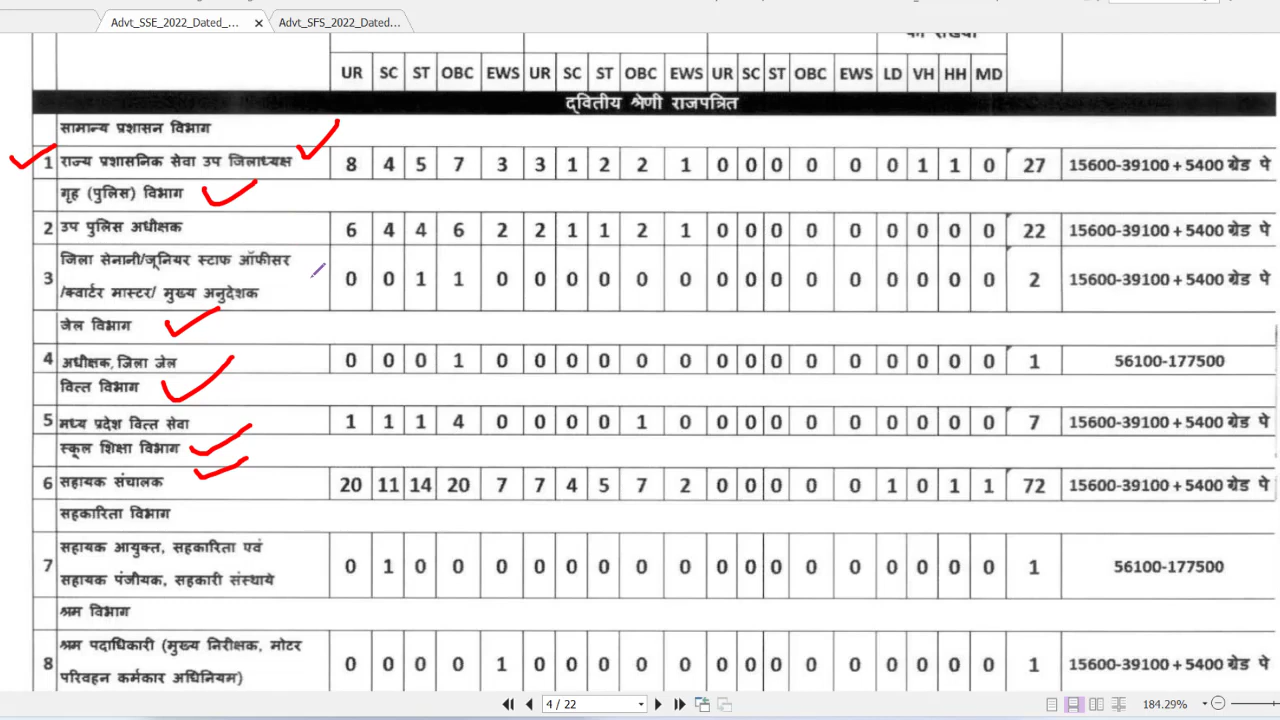 Advt_SSE_2022_Dated_... × Advt_SFS_2022_Dated...
UR SC ST OBC EWS UR SC ST OBC EWS UR SC ST OBC EWS LD VH HH MD
द्वितीय श्रेणी राजपत्रित
सामान्य प्रशासन विभाग
1 राज्य प्रशासनिक सेवा उप जिलाध्यक्ष 8 4 5 7 3 3 1 2 2 1 0 0 0 0 0 0 1 1 0 27 15600-39100 + 5400 ग्रेड पे
गृह (पुलिस) विभाग
2 उप पुलिस अधीक्षक 6 4 4 6 2 2 1 1 2 1 0 0 0 0 0 0 0 0 0 22 15600-39100 + 5400 ग्रेड पे
जिला सेनानी/जूनियर स्टाफ ऑफीसर
3 /क्वार्टर मास्टर/ मुख्य अनुदेशक 0 0 1 1 0 0 0 0 0 0 0 0 0 0 0 0 0 0 0 2 15600-39100 + 5400 ग्रेड पे
जेल विभाग
4 अधीक्षक, जिला जेल 0 0 0 1 0 0 0 0 0 0 0 0 0 0 0 0 0 0 0 1 56100-177500
वित्त विभाग
5 मध्य प्रदेश वित्त सेवा 1 1 1 4 0 0 0 0 1 0 0 0 0 0 0 0 0 0 0 7 15600-39100 + 5400 ग्रेड पे
स्कूल शिक्षा विभाग
6 सहायक संचालक 20 11 14 20 7 7 4 5 7 2 0 0 0 0 0 1 0 1 1 72 15600-39100 + 5400 ग्रेड पे
सहकारिता विभाग
सहायक आयुक्त, सहकारिता एवं
7 सहायक पंजीयक, सहकारी संस्थाये 0 1 0 0 0 0 0 0 0 0 0 0 0 0 0 0 0 0 0 1 56100-177500
श्रम विभाग
श्रम पदाधिकारी (मुख्य निरीक्षक, मोटर
8 परिवहन कर्मकार अधिनियम) 0 0 0 0 1 0 0 0 0 0 0 0 0 0 0 0 0 0 0 1 15600-39100 + 5400 ग्रेड पे
4 / 22 184.29%